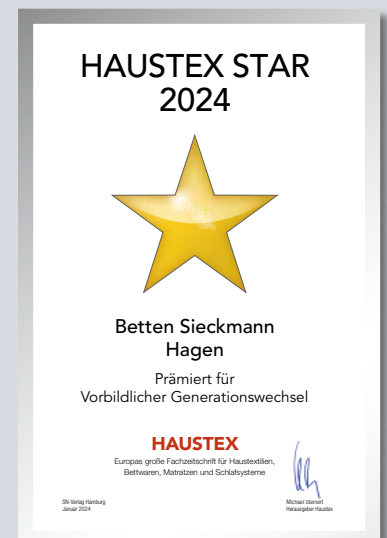 HAUSTEX STAR
2024
Betten Sieckmann
Hagen
Prämiert für
Vorbildlicher Generationswechsel
HAUSTEX
Europas große Fachzeitschrift für Haustextilien,
Bettwaren, Matratzen und Schlafsysteme
SN-Verlag Hamburg
Januar 2024
Michael Steinert
Herausgeber Haustex